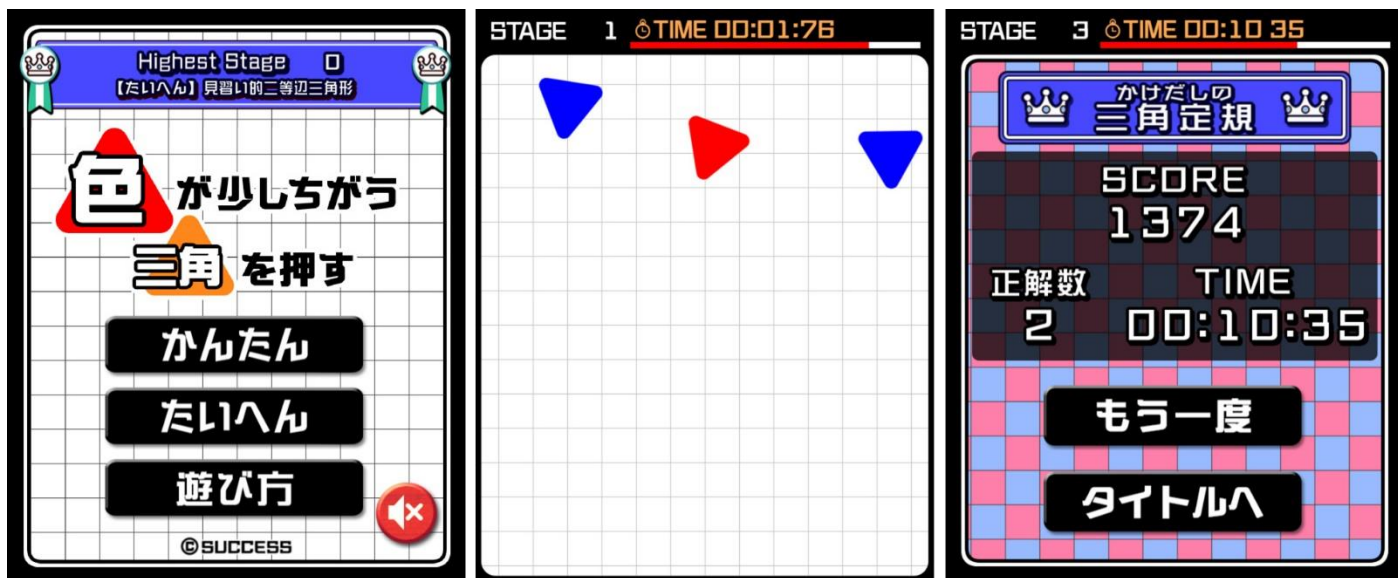 Highest Stage 0
【たいへん】見習い的二等辺三角形
色が少しちがう
三角を押す
かんたん
たいへん
遊び方
©SUCCESS
STAGE 1 TIME 00:01:76
STAGE 3 TIME 00:10 35
かけだしの
三角定規
SCORE
1374
正解数 TIME
2 00:10:35
もう一度
タイトルへ